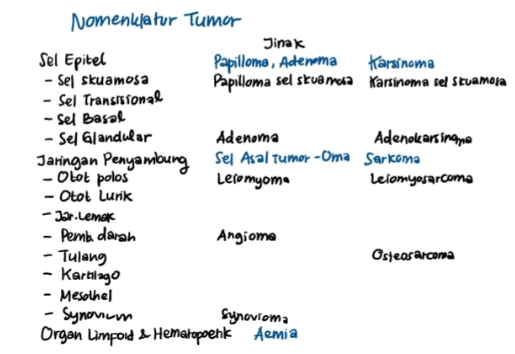 Nomenklatur Tumor
Jinak
Sel Epitel Papilloma, Adenoma Karsinoma
- Sel skuamosa Papilloma sel skuamosa Karsinoma sel skuamosa
- Sel Transisional
- Sel Basal
- Sel Glandular Adenoma Adenokarsinoma
Jaringan Penyambung Sel Asal Tumor -Oma Sarkoma
- Otot polos Leiomyoma Leiomyosarcoma
- Otot Lurik
- Jar. Lemak
- Pemb. darah Angioma
- Tulang Osteosarcoma
- Kartilago
- Mesothel
- Synovium Synovioma
Organ Limfoid & Hematopoetik Aemia